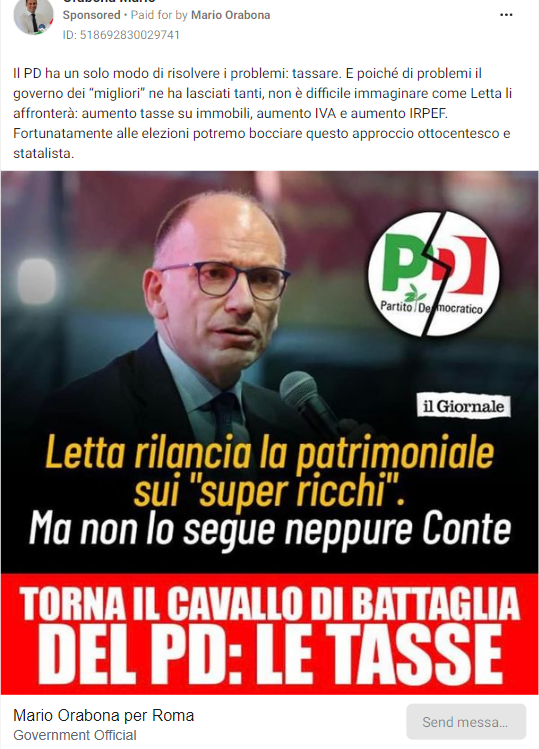 Orabona Mario
Sponsored • Paid for by Mario Orabona
ID: 518692830029741
Il PD ha un solo modo di risolvere i problemi: tassare. E poiché di problemi il
governo dei “migliori” ne ha lasciati tanti, non è difficile immaginare come Letta li
affronterà: aumento tasse su immobili, aumento IVA e aumento IRPEF.
Fortunatamente alle elezioni potremo bocciare questo approccio ottocentesco e
statalista.
PD
Partito Democratico
il Giornale
Letta rilancia la patrimoniale
sui "super ricchi".
Ma non lo segue neppure Conte
TORNA IL CAVALLO DI BATTAGLIA
DEL PD: LE TASSE
Mario Orabona per Roma
Government Official
Send messa...